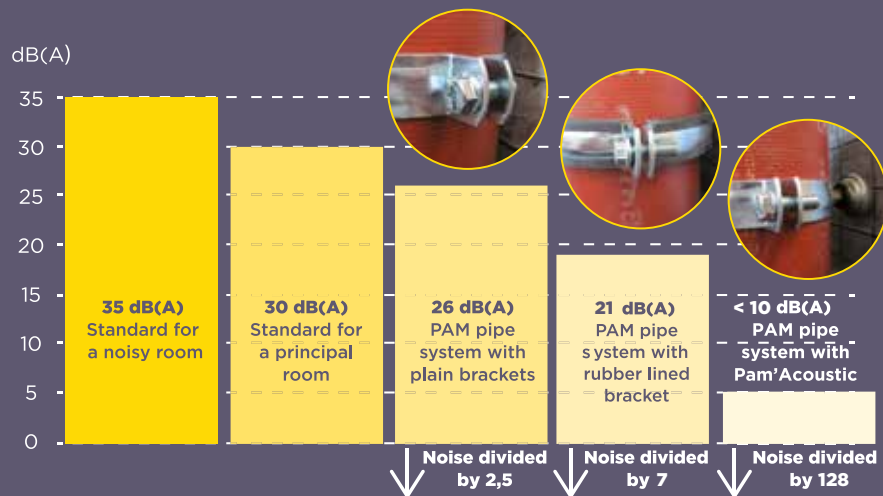 dB(A)
35
30
25
20
15
10
5
0
35 dB(A)
Standard for
a noisy room
30 dB(A)
Standard for
a principal
room
26 dB(A)
PAM pipe
system with
plain brackets
21 dB(A)
PAM pipe
system with
rubber lined
bracket
< 10 dB(A)
PAM pipe
system with
Pam'Acoustic
Noise divided
by 2,5
Noise divided
by 7
Noise divided
by 128